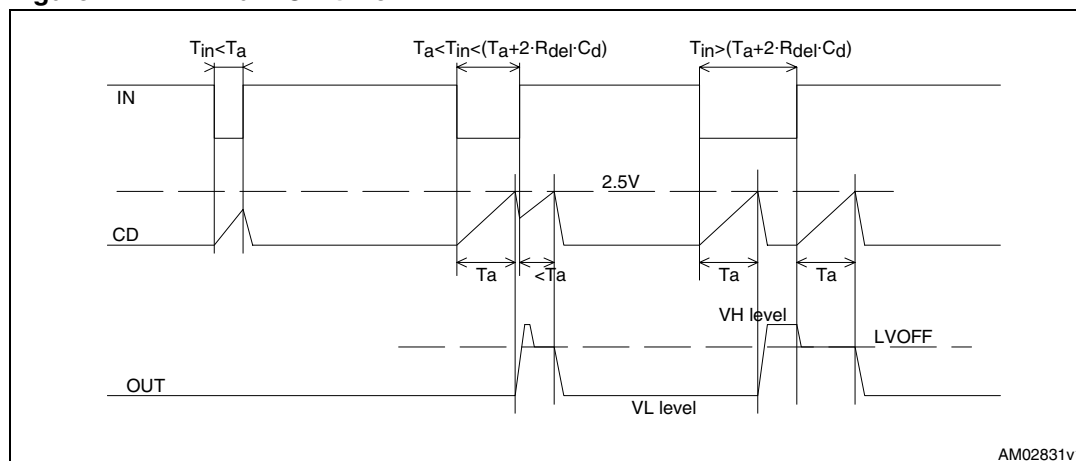 Tin<Ta
Ta<Tin<(Ta+2·Rdel·Cd)
Tin>(Ta+2·Rdel·Cd)
IN
2.5V
CD
Ta
<Ta
Ta
Ta
VH level
LVOFF
OUT
VL level
AM02831v